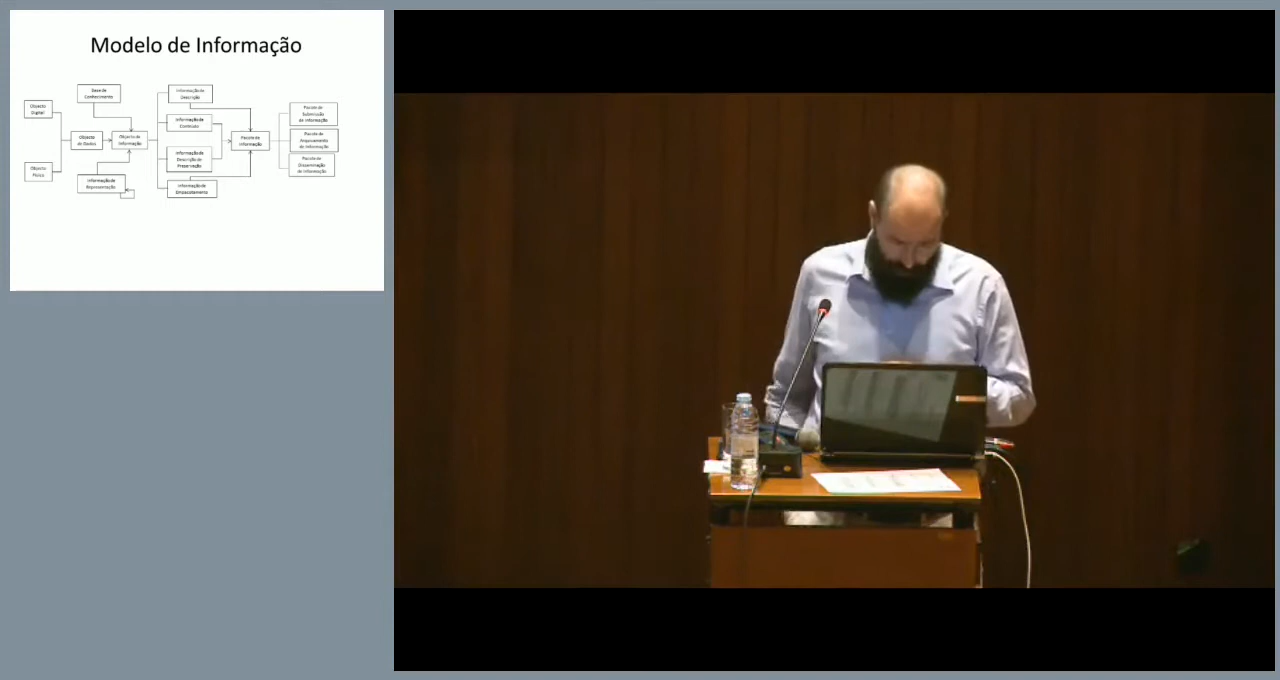 Modelo de Informação
Base de
Conhecimento
Informação de
Descrição
Objecto
Digital
Pacote de
Submissão
de Informação
Informação de
Conteúdo
Objecto
de Dados
Objecto de
Informação
Pacote de
Informação
Pacote de
Arquivamento
de Informação
Informação de
Descrição de
Preservação
Pacote de
Disseminação
de Informação
Objecto
Físico
Informação de
Representação
Informação de
Empacotamento